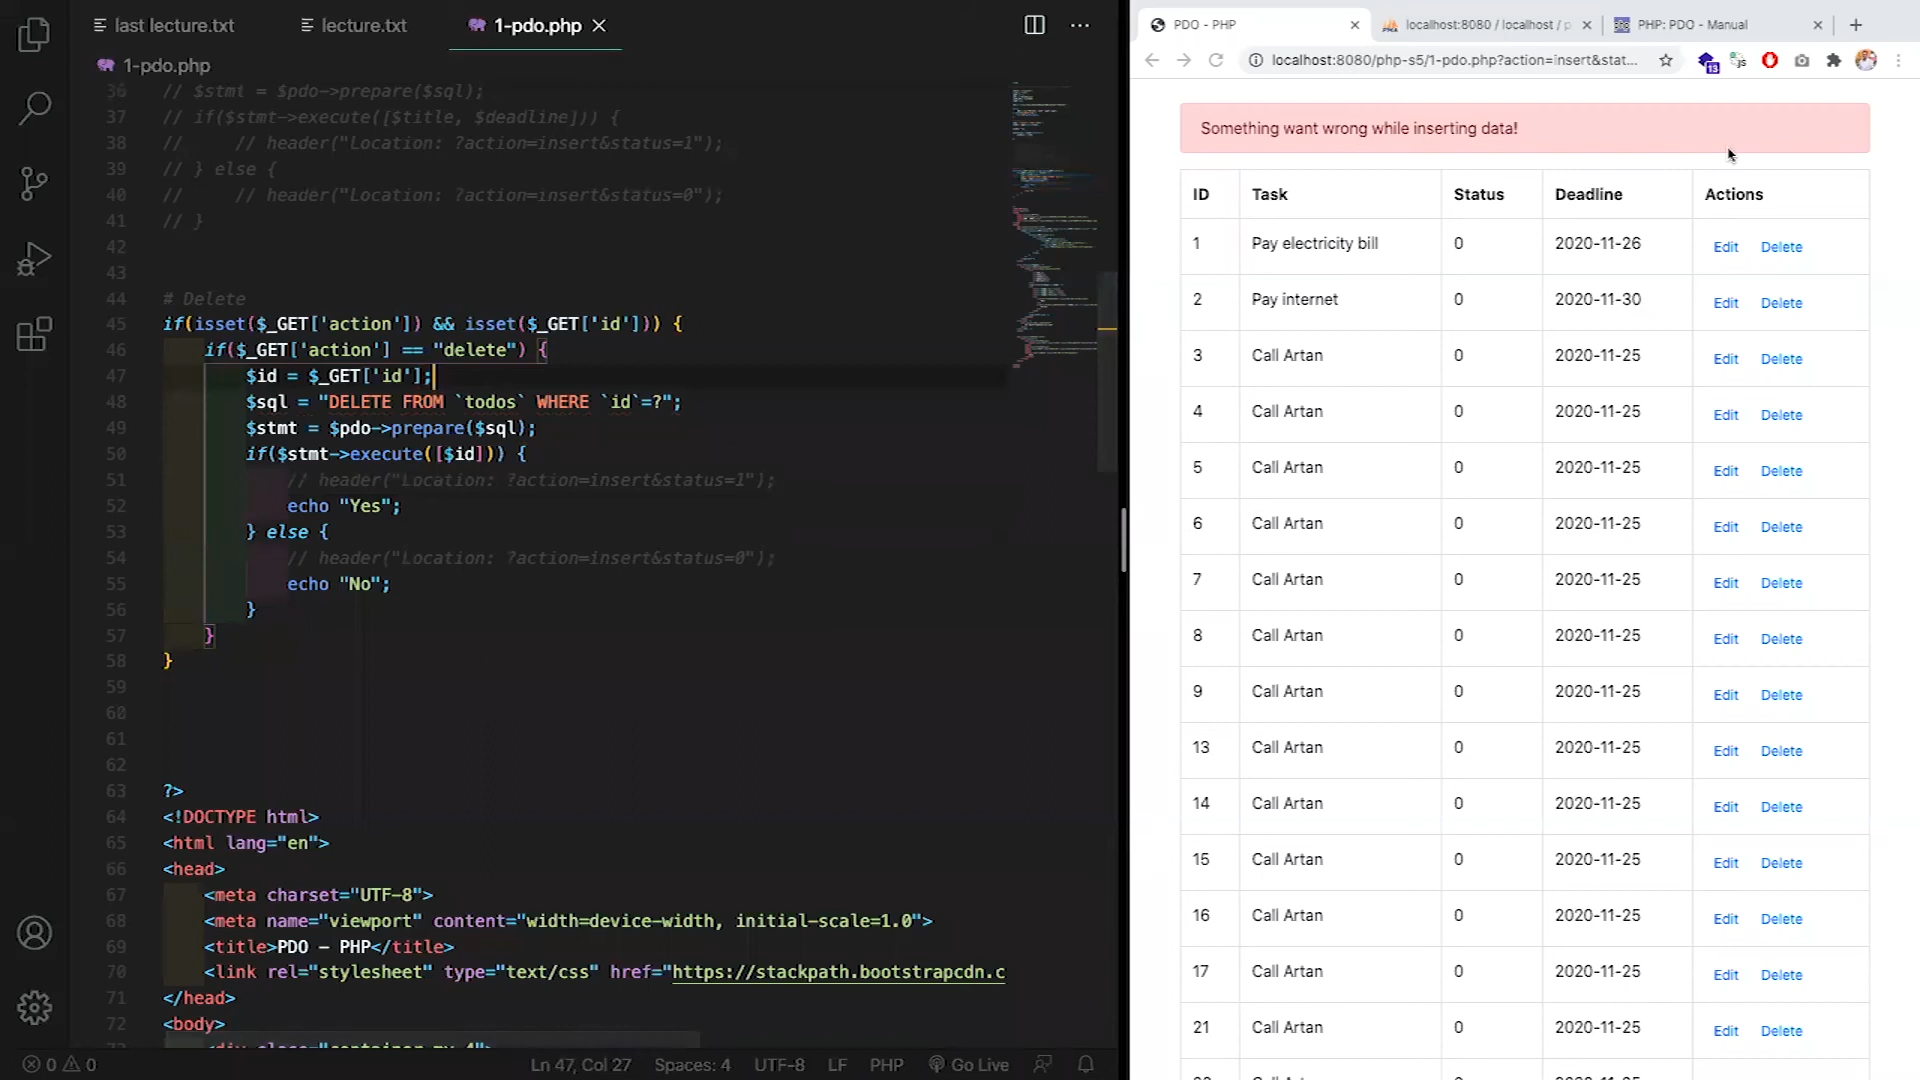 last lecture.txt
lecture.txt
1-pdo.php
1-pdo.php
36 // $stmt = $pdo->prepare($sql);
37 // if($stmt->execute([$title, $deadline])) {
38 //     // header("Location: ?action=insert&status=1");
39 // } else {
40 //     // header("Location: ?action=insert&status=0");
41 // }
42
43
44 # Delete
45 if(isset($_GET['action']) && isset($_GET['id'])) {
46     if($_GET['action'] == "delete") {
47         $id = $_GET['id'];
48         $sql = "DELETE FROM `todos` WHERE `id`=?";
49         $stmt = $pdo->prepare($sql);
50         if($stmt->execute([$id])) {
51             // header("Location: ?action=insert&status=1");
52             echo "Yes";
53         } else {
54             // header("Location: ?action=insert&status=0");
55             echo "No";
56         }
57     }
58 }
59
60
61
62
63 ?>
64 <!DOCTYPE html>
65 <html lang="en">
66 <head>
67     <meta charset="UTF-8">
68     <meta name="viewport" content="width=device-width, initial-scale=1.0">
69     <title>PDO - PHP</title>
70     <link rel="stylesheet" type="text/css" href="https://stackpath.bootstrapcdn.c
71 </head>
72 <body>
0 0
Ln 47, Col 27
Spaces: 4
UTF-8
LF
PHP
Go Live
PDO - PHP
localhost:8080 / localhost / p
PHP: PDO - Manual
localhost:8080/php-s5/1-pdo.php?action=insert&stat...
13
Something want wrong while inserting data!
ID Task Status Deadline Actions
1 Pay electricity bill 0 2020-11-26 Edit Delete
2 Pay internet 0 2020-11-30 Edit Delete
3 Call Artan 0 2020-11-25 Edit Delete
4 Call Artan 0 2020-11-25 Edit Delete
5 Call Artan 0 2020-11-25 Edit Delete
6 Call Artan 0 2020-11-25 Edit Delete
7 Call Artan 0 2020-11-25 Edit Delete
8 Call Artan 0 2020-11-25 Edit Delete
9 Call Artan 0 2020-11-25 Edit Delete
13 Call Artan 0 2020-11-25 Edit Delete
14 Call Artan 0 2020-11-25 Edit Delete
15 Call Artan 0 2020-11-25 Edit Delete
16 Call Artan 0 2020-11-25 Edit Delete
17 Call Artan 0 2020-11-25 Edit Delete
21 Call Artan 0 2020-11-25 Edit Delete